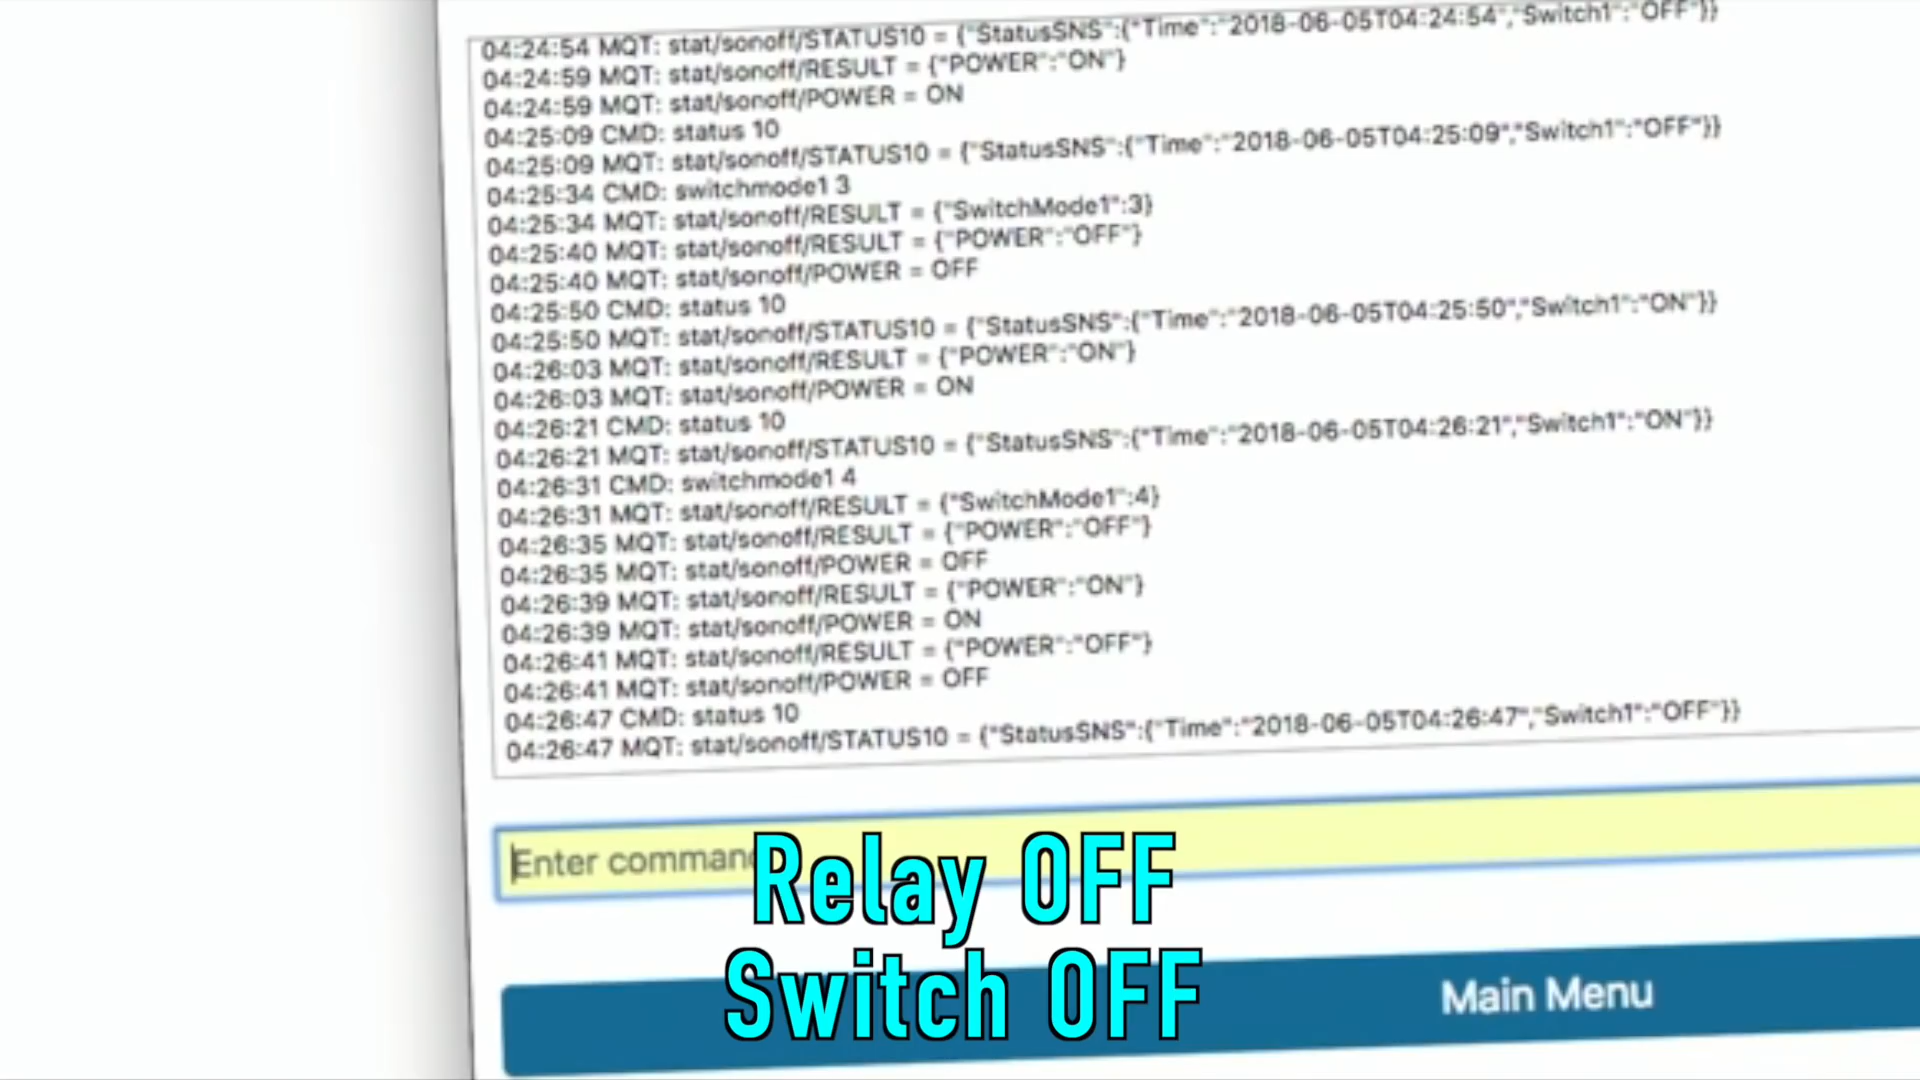 04:24:54 MQT: stat/sonoff/STATUS10 = {"StatusSNS":{"Time":"2018-06-05T04:24:54","Switch1":"OFF"}}
04:24:59 MQT: stat/sonoff/RESULT = {"POWER":"ON"}
04:24:59 MQT: stat/sonoff/POWER = ON
04:25:09 CMD: status 10
04:25:09 MQT: stat/sonoff/STATUS10 = {"StatusSNS":{"Time":"2018-06-05T04:25:09","Switch1":"OFF"}}
04:25:34 CMD: switchmode1 3
04:25:34 MQT: stat/sonoff/RESULT = {"SwitchMode1":3}
04:25:40 MQT: stat/sonoff/RESULT = {"POWER":"OFF"}
04:25:40 MQT: stat/sonoff/POWER = OFF
04:25:50 CMD: status 10
04:25:50 MQT: stat/sonoff/STATUS10 = {"StatusSNS":{"Time":"2018-06-05T04:25:50","Switch1":"ON"}}
04:26:03 MQT: stat/sonoff/RESULT = {"POWER":"ON"}
04:26:03 MQT: stat/sonoff/POWER = ON
04:26:21 CMD: status 10
04:26:21 MQT: stat/sonoff/STATUS10 = {"StatusSNS":{"Time":"2018-06-05T04:26:21","Switch1":"ON"}}
04:26:31 CMD: switchmode1 4
04:26:31 MQT: stat/sonoff/RESULT = {"SwitchMode1":4}
04:26:35 MQT: stat/sonoff/RESULT = {"POWER":"OFF"}
04:26:35 MQT: stat/sonoff/POWER = OFF
04:26:39 MQT: stat/sonoff/RESULT = {"POWER":"ON"}
04:26:39 MQT: stat/sonoff/POWER = ON
04:26:41 MQT: stat/sonoff/RESULT = {"POWER":"OFF"}
04:26:41 MQT: stat/sonoff/POWER = OFF
04:26:47 CMD: status 10
04:26:47 MQT: stat/sonoff/STATUS10 = {"StatusSNS":{"Time":"2018-06-05T04:26:47","Switch1":"OFF"}}
Enter comman
Relay OFF
Switch OFF
Main Menu